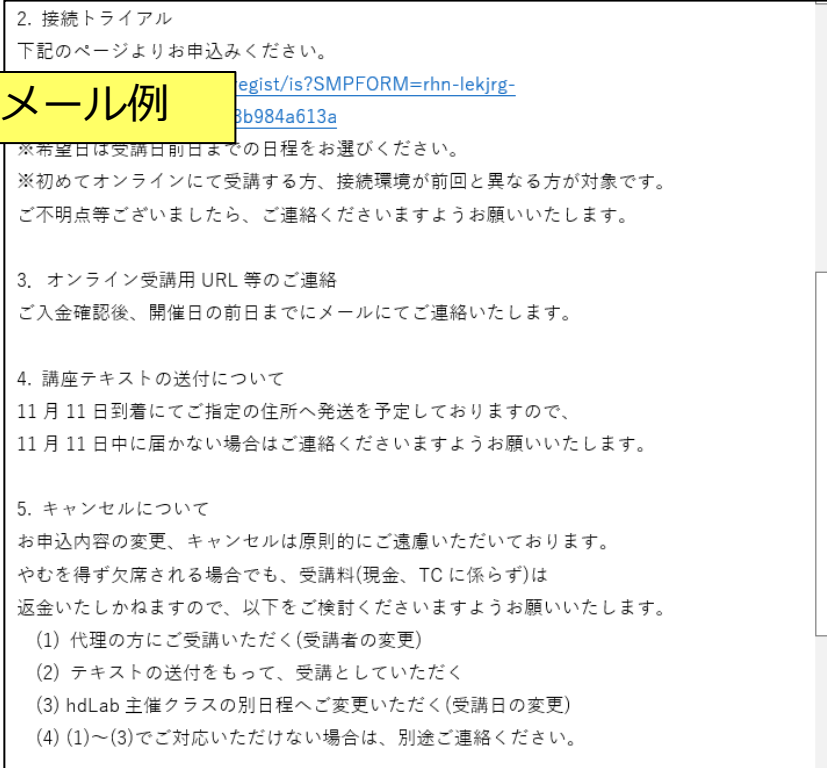 2. 接続トライアル
下記のページよりお申込みください。
メール例
egist/is?SMPFORM=rhn-lekjrg-
3b984a613a
※希望日は受講日前日までの日程をお選びください。
※初めてオンラインにて受講する方、接続環境が前回と異なる方が対象です。
ご不明点等ございましたら、ご連絡くださいますようお願いいたします。
3. オンライン受講用 URL 等のご連絡
ご入金確認後、開催日の前日までにメールにてご連絡いたします。
4. 講座テキストの送付について
11 月 11 日到着にてご指定の住所へ発送を予定しておりますので、
11 月 11 日中に届かない場合はご連絡くださいますようお願いいたします。
5. キャンセルについて
お申込内容の変更、キャンセルは原則的にご遠慮いただいております。
やむを得ず欠席される場合でも、受講料(現金、TC に係らず)は
返金いたしかねますので、以下をご検討くださいますようお願いいたします。
(1) 代理の方にご受講いただく(受講者の変更)
(2) テキストの送付をもって、受講としていただく
(3) hdLab 主催クラスの別日程へご変更いただく(受講日の変更)
(4) (1)～(3)でご対応いただけない場合は、別途ご連絡ください。